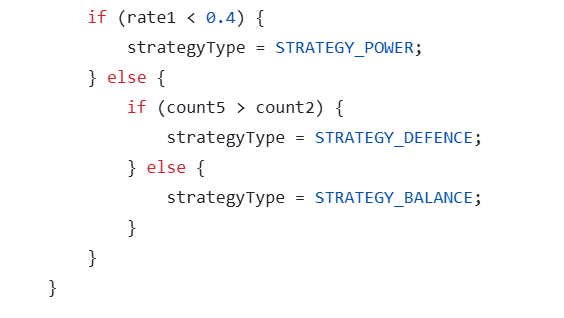 if (rate1 < 0.4) {
strategyType = STRATEGY_POWER;
} else {
if (count5 > count2) {
strategyType = STRATEGY_DEFENCE;
} else {
strategyType = STRATEGY_BALANCE;
}
}
}